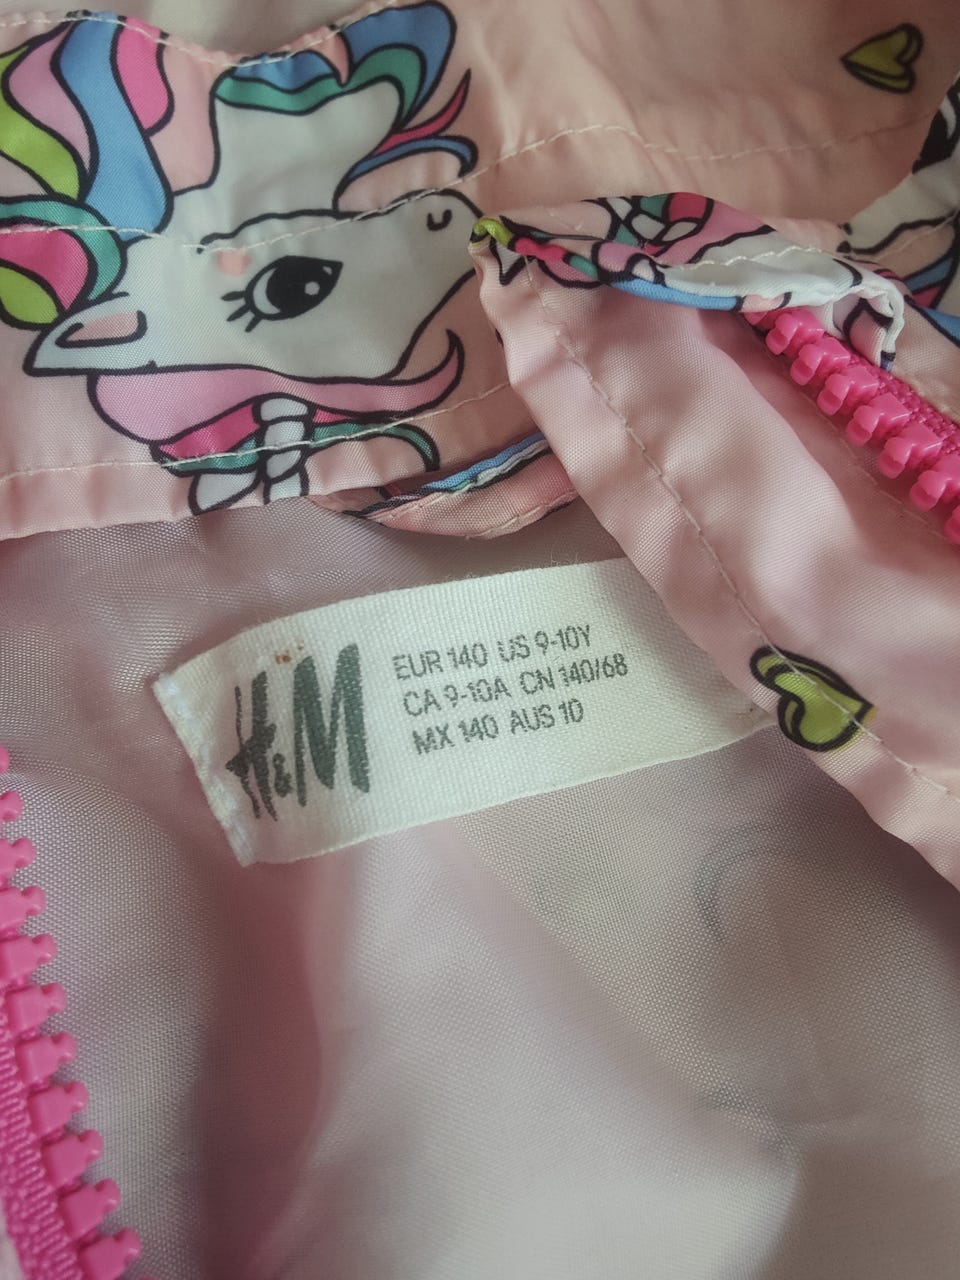 H&M
EUR 140 US 9-10Y
CA 9-10A CN 140/68
MX 140 AUS 10